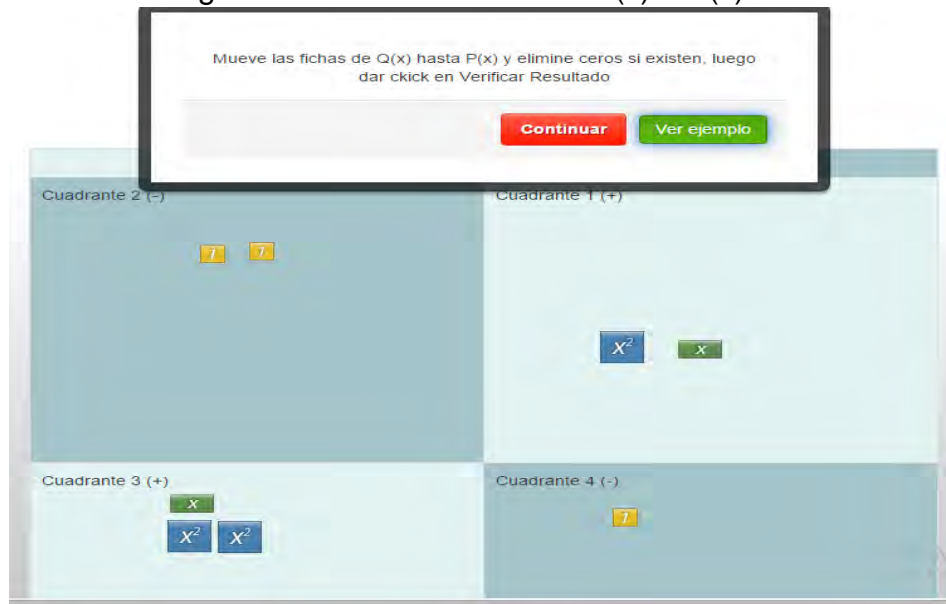 Mueve las fichas de Q(x) hasta P(x) y elimine ceros si existen, luego
dar ckick en Verificar Resultado
Continuar Ver ejemplo
Cuadrante 2 (-) Cuadrante 1 (+)
1 1
x² x
Cuadrante 3 (+) Cuadrante 4 (-)
x 1
x² x²